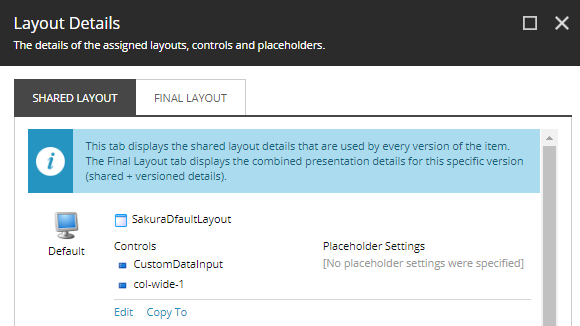 Layout Details
The details of the assigned layouts, controls and placeholders.
SHARED LAYOUT
FINAL LAYOUT
This tab displays the shared layout details that are used by every version of the item.
The Final Layout tab displays the combined presentation details for this specific version
(shared + versioned details).
Default
SakuraDfaultLayout
Controls
CustomDataInput
col-wide-1
Placeholder Settings
[No placeholder settings were specified]
Edit
Copy To